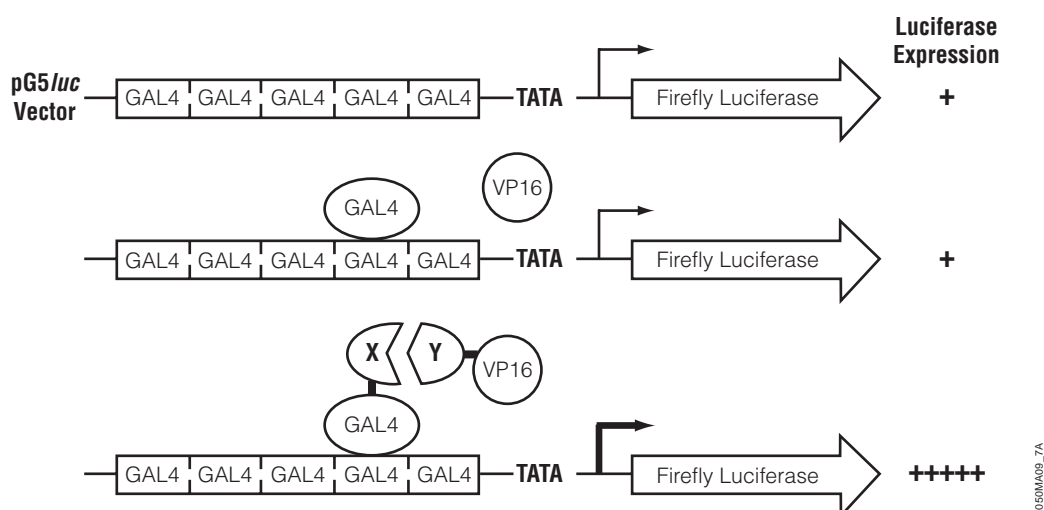 Luciferase
Expression
pG5luc
Vector
GAL4 GAL4 GAL4 GAL4 GAL4 TATA Firefly Luciferase +
VP16
GAL4
GAL4 GAL4 GAL4 GAL4 GAL4 TATA Firefly Luciferase +
X Y
VP16
GAL4
GAL4 GAL4 GAL4 GAL4 GAL4 TATA Firefly Luciferase +++++
050MA09_7A